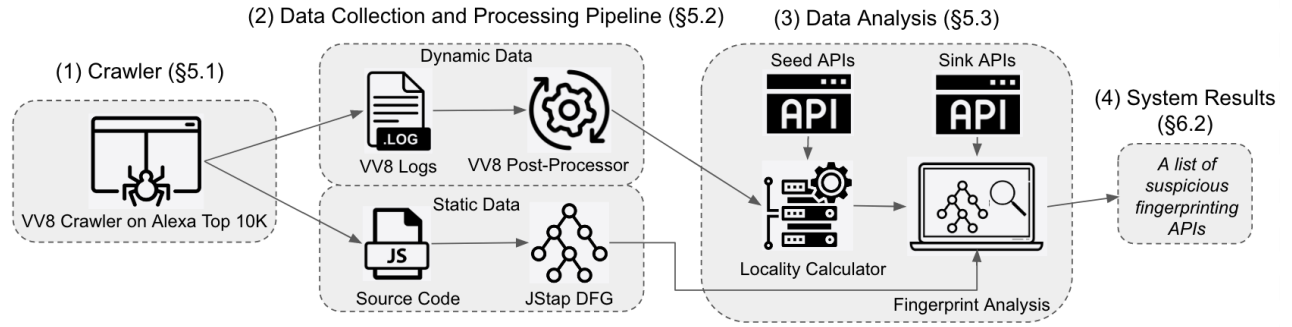 (1) Crawler (§5.1)
VV8 Crawler on Alexa Top 10K
(2) Data Collection and Processing Pipeline (§5.2)
Dynamic Data
.LOG
VV8 Logs
VV8 Post-Processor
Static Data
JS
Source Code
JStap DFG
(3) Data Analysis (§5.3)
Seed APIs
API
Sink APIs
API
Locality Calculator
Fingerprint Analysis
(4) System Results
(§6.2)
A list of
suspicious
fingerprinting
APIs